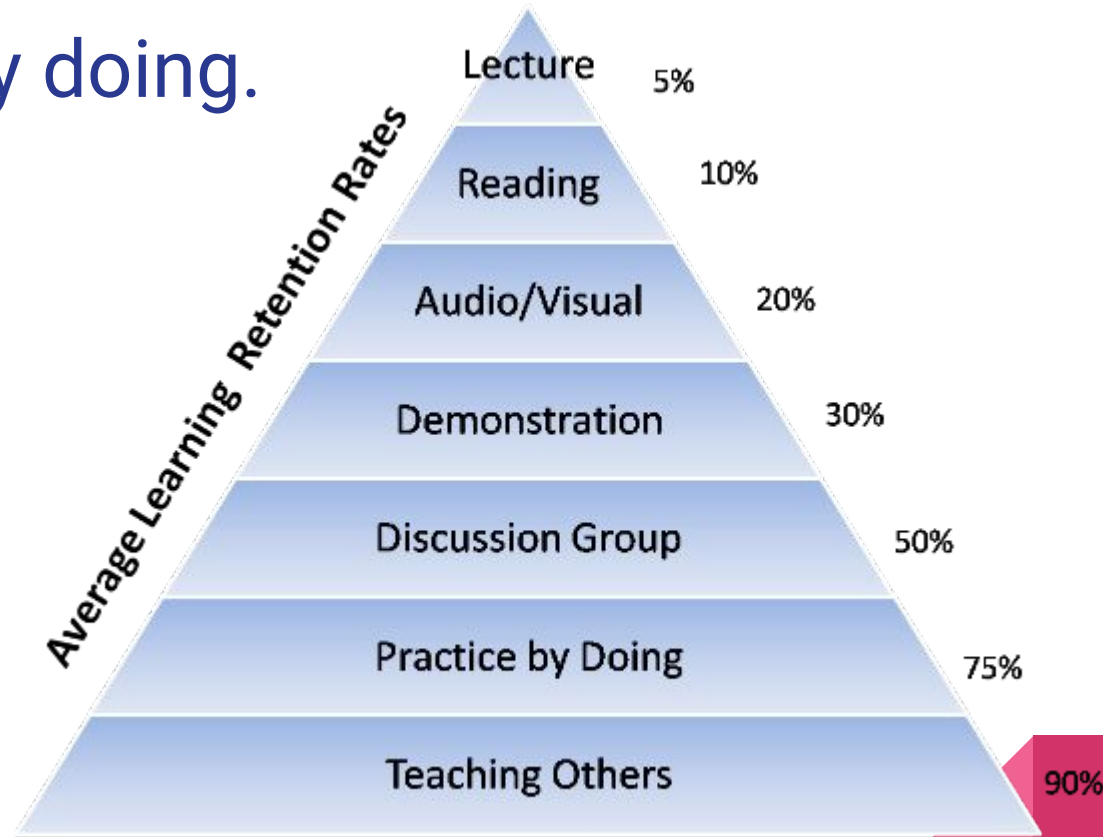 y doing.
Average Learning Retention Rates
Lecture
5%
Reading
10%
Audio/Visual
20%
Demonstration
30%
Discussion Group
50%
Practice by Doing
75%
Teaching Others
90%